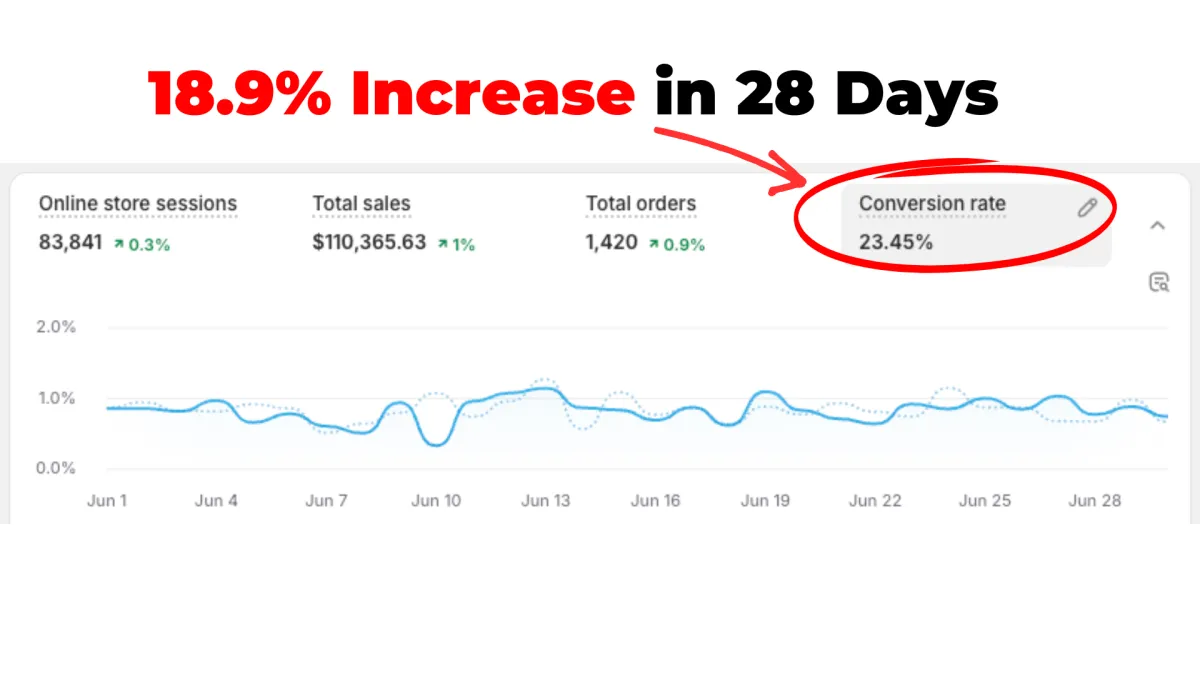 18.9% Increase in 28 Days
Online store sessions
83,841 0.3%
Total sales
$110,365.63 1%
Total orders
1,420 0.9%
Conversion rate
23.45%
2.0%
1.0%
0.0%
Jun 1 Jun 4 Jun 7 Jun 10 Jun 13 Jun 16 Jun 19 Jun 22 Jun 25 Jun 28